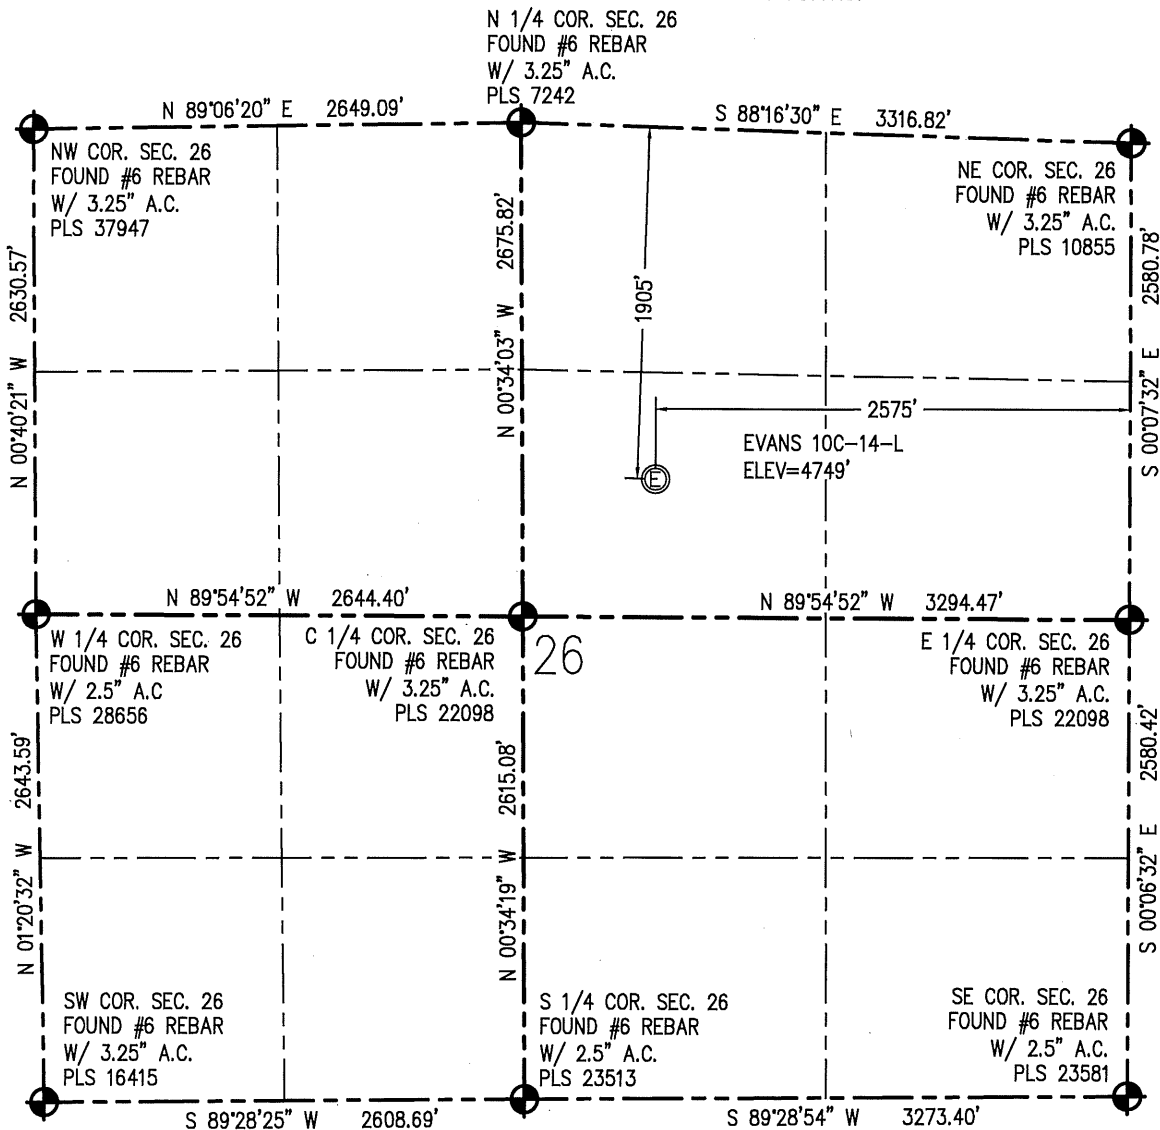 N 1/4 COR. SEC. 26
FOUND #6 REBAR
W/ 3.25" A.C.
PLS 7242
N 89°06'20" E 2649.09'
S 88°16'30" E 3316.82'
NW COR. SEC. 26
FOUND #6 REBAR
W/ 3.25" A.C.
PLS 37947
NE COR. SEC. 26
FOUND #6 REBAR
W/ 3.25" A.C.
PLS 10855
N 00°40'21" W 2630.57'
N 00°34'03" W 2675.82'
1905'
S 00°07'32" E 2580.78'
2575'
EVANS 10C-14-L
ELEV=4749'
E
N 89°54'52" W 2644.40'
N 89°54'52" W 3294.47'
W 1/4 COR. SEC. 26
FOUND #6 REBAR
W/ 2.5" A.C
PLS 28656
C 1/4 COR. SEC. 26
FOUND #6 REBAR
W/ 3.25" A.C.
PLS 22098
26
E 1/4 COR. SEC. 26
FOUND #6 REBAR
W/ 3.25" A.C.
PLS 22098
N 01°20'32" W 2643.59'
N 00°34'19" W 2615.08'
S 00°06'32" E 2580.42'
SW COR. SEC. 26
FOUND #6 REBAR
W/ 3.25" A.C.
PLS 16415
S 1/4 COR. SEC. 26
FOUND #6 REBAR
W/ 2.5" A.C.
PLS 23513
SE COR. SEC. 26
FOUND #6 REBAR
W/ 2.5" A.C.
PLS 23581
S 89°28'25" W 2608.69'
S 89°28'54" W 3273.40'